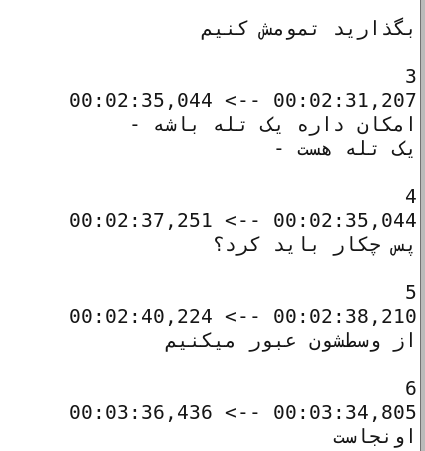 بگذارید تمومش کنیم
3
00:02:31,207 --> 00:02:35,044
امکان داره یک تله باشه -
یک تله هست -
4
00:02:35,044 --> 00:02:37,251
پس چکار باید کرد؟
5
00:02:38,210 --> 00:02:40,224
از وسطشون عبور میکنیم
6
00:03:34,805 --> 00:03:36,436
اونجاست